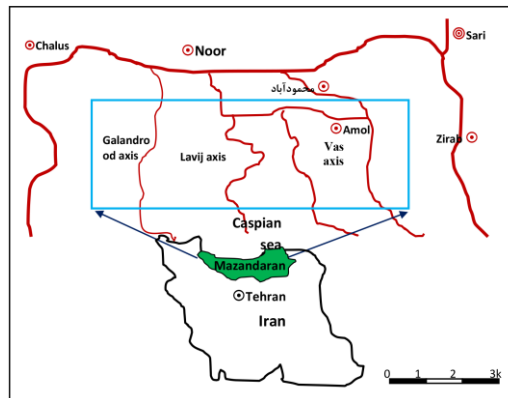 Sari
Chalus
Noor
محمودآباد
Amol
Zirab
Galandro
od axis
Lavij axis
Vas
axis
Caspian
sea
Mazandaran
Tehran
Iran
0 1 2 3k